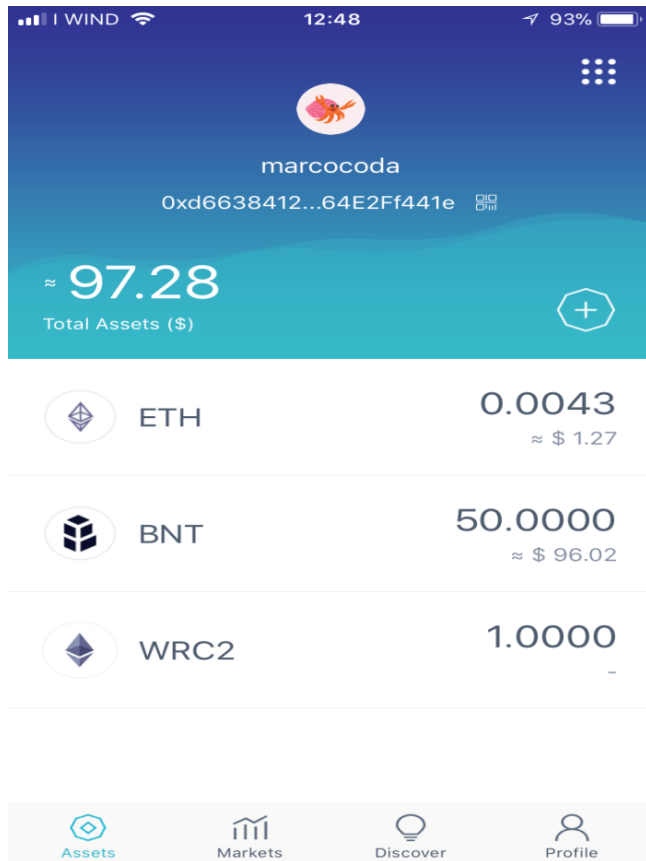 I WIND 12:48 93%
marcocoda
0xd6638412...64E2Ff441e
≈ 97.28
Total Assets ($)
ETH 0.0043
≈ $ 1.27
BNT 50.0000
≈ $ 96.02
WRC2 1.0000
-
Assets Markets Discover Profile